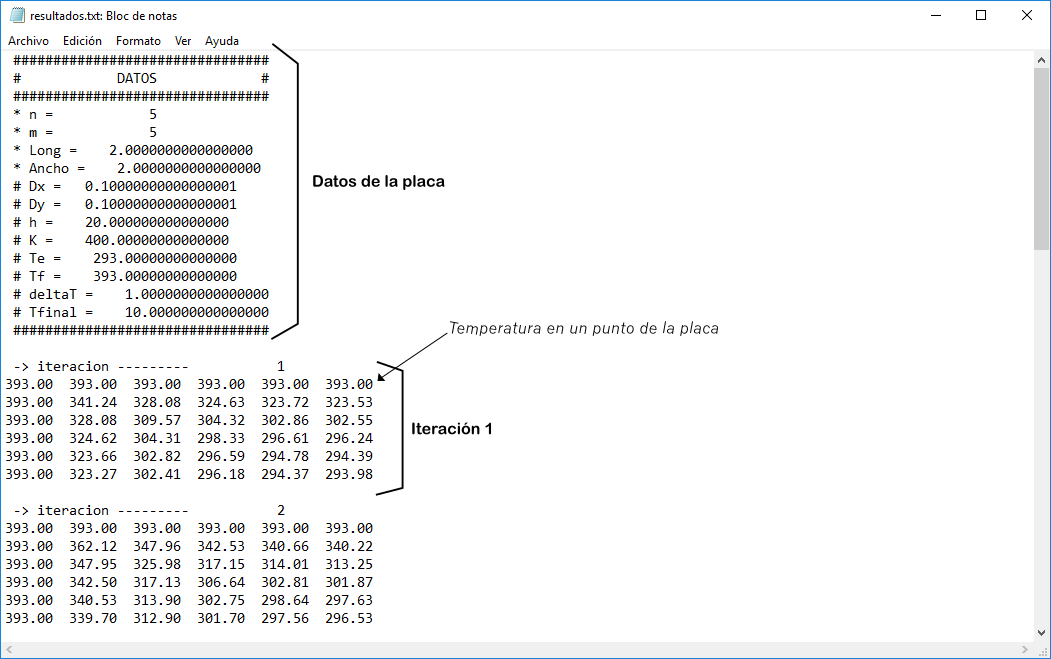 resultados.txt: Bloc de notas
Archivo Edición Formato Ver Ayuda
################################
# DATOS #
################################
* n = 5
* m = 5
* Long = 2.0000000000000000
* Ancho = 2.0000000000000000
# Dx = 0.10000000000000001
# Dy = 0.10000000000000001
# h = 20.000000000000000
# K = 400.00000000000000
# Te = 293.00000000000000
# Tf = 393.00000000000000
# deltaT = 1.0000000000000000
# Tfinal = 10.000000000000000
################################
Datos de la placa
Temperatura en un punto de la placa
-> iteracion --------- 1
393.00 393.00 393.00 393.00 393.00 393.00
393.00 341.24 328.08 324.63 323.72 323.53
393.00 328.08 309.57 304.32 302.86 302.55
393.00 324.62 304.31 298.33 296.61 296.24
393.00 323.66 302.82 296.59 294.78 294.39
393.00 323.27 302.41 296.18 294.37 293.98
Iteración 1
-> iteracion --------- 2
393.00 393.00 393.00 393.00 393.00 393.00
393.00 362.12 347.96 342.53 340.66 340.22
393.00 347.95 325.98 317.15 314.01 313.25
393.00 342.50 317.13 306.64 302.81 301.87
393.00 340.53 313.90 302.75 298.64 297.63
393.00 339.70 312.90 301.70 297.56 296.53